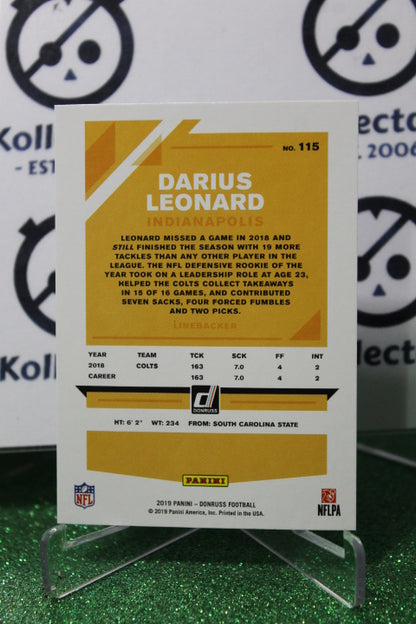 Kolle
- EST.
ector
2006
NO. 115
DARIUS
LEONARD
INDIANAPOLIS
LEONARD MISSED A GAME IN 2018 AND
STILL FINISHED THE SEASON WITH 19 MORE
TACKLES THAN ANY OTHER PLAYER IN THE
LEAGUE. THE NFL DEFENSIVE ROOKIE OF THE
YEAR TOOK ON A LEADERSHIP ROLE AT AGE 23,
HELPED THE COLTS COLLECT TAKEAWAYS
IN 15 OF 16 GAMES, AND CONTRIBUTED
SEVEN SACKS, FOUR FORCED FUMBLES
AND TWO PICKS.
LINEBACKER
YEAR TEAM TCK SCK FF INT
2018 COLTS 163 7.0 4 2
CAREER 163 7.0 4 2
DONRUSS
HT: 6' 2" WT: 234 FROM: SOUTH CAROLINA STATE
PANINI
NFL
2019 PANINI – DONRUSS FOOTBALL
© 2019 Panini America, Inc. Printed in the USA.
NFLPA